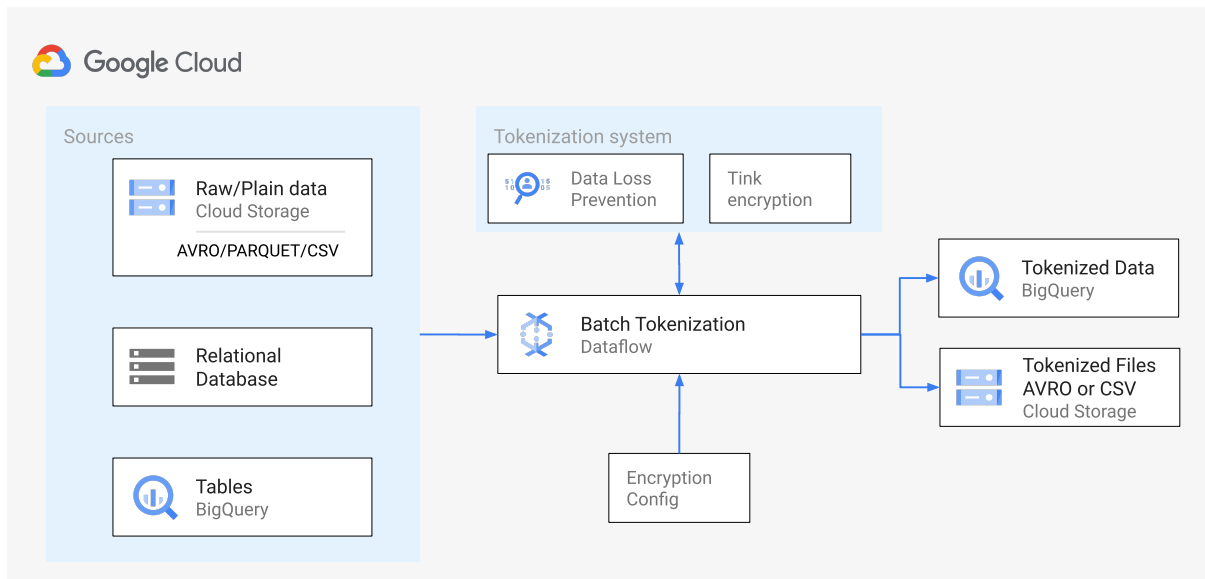 Google Cloud
Sources
Raw/Plain data
Cloud Storage
AVRO/PARQUET/CSV
Relational
Database
Tables
BigQuery
Tokenization system
Data Loss
Prevention
Tink
encryption
Batch Tokenization
Dataflow
Encryption
Config
Tokenized Data
BigQuery
Tokenized Files
AVRO or CSV
Cloud Storage